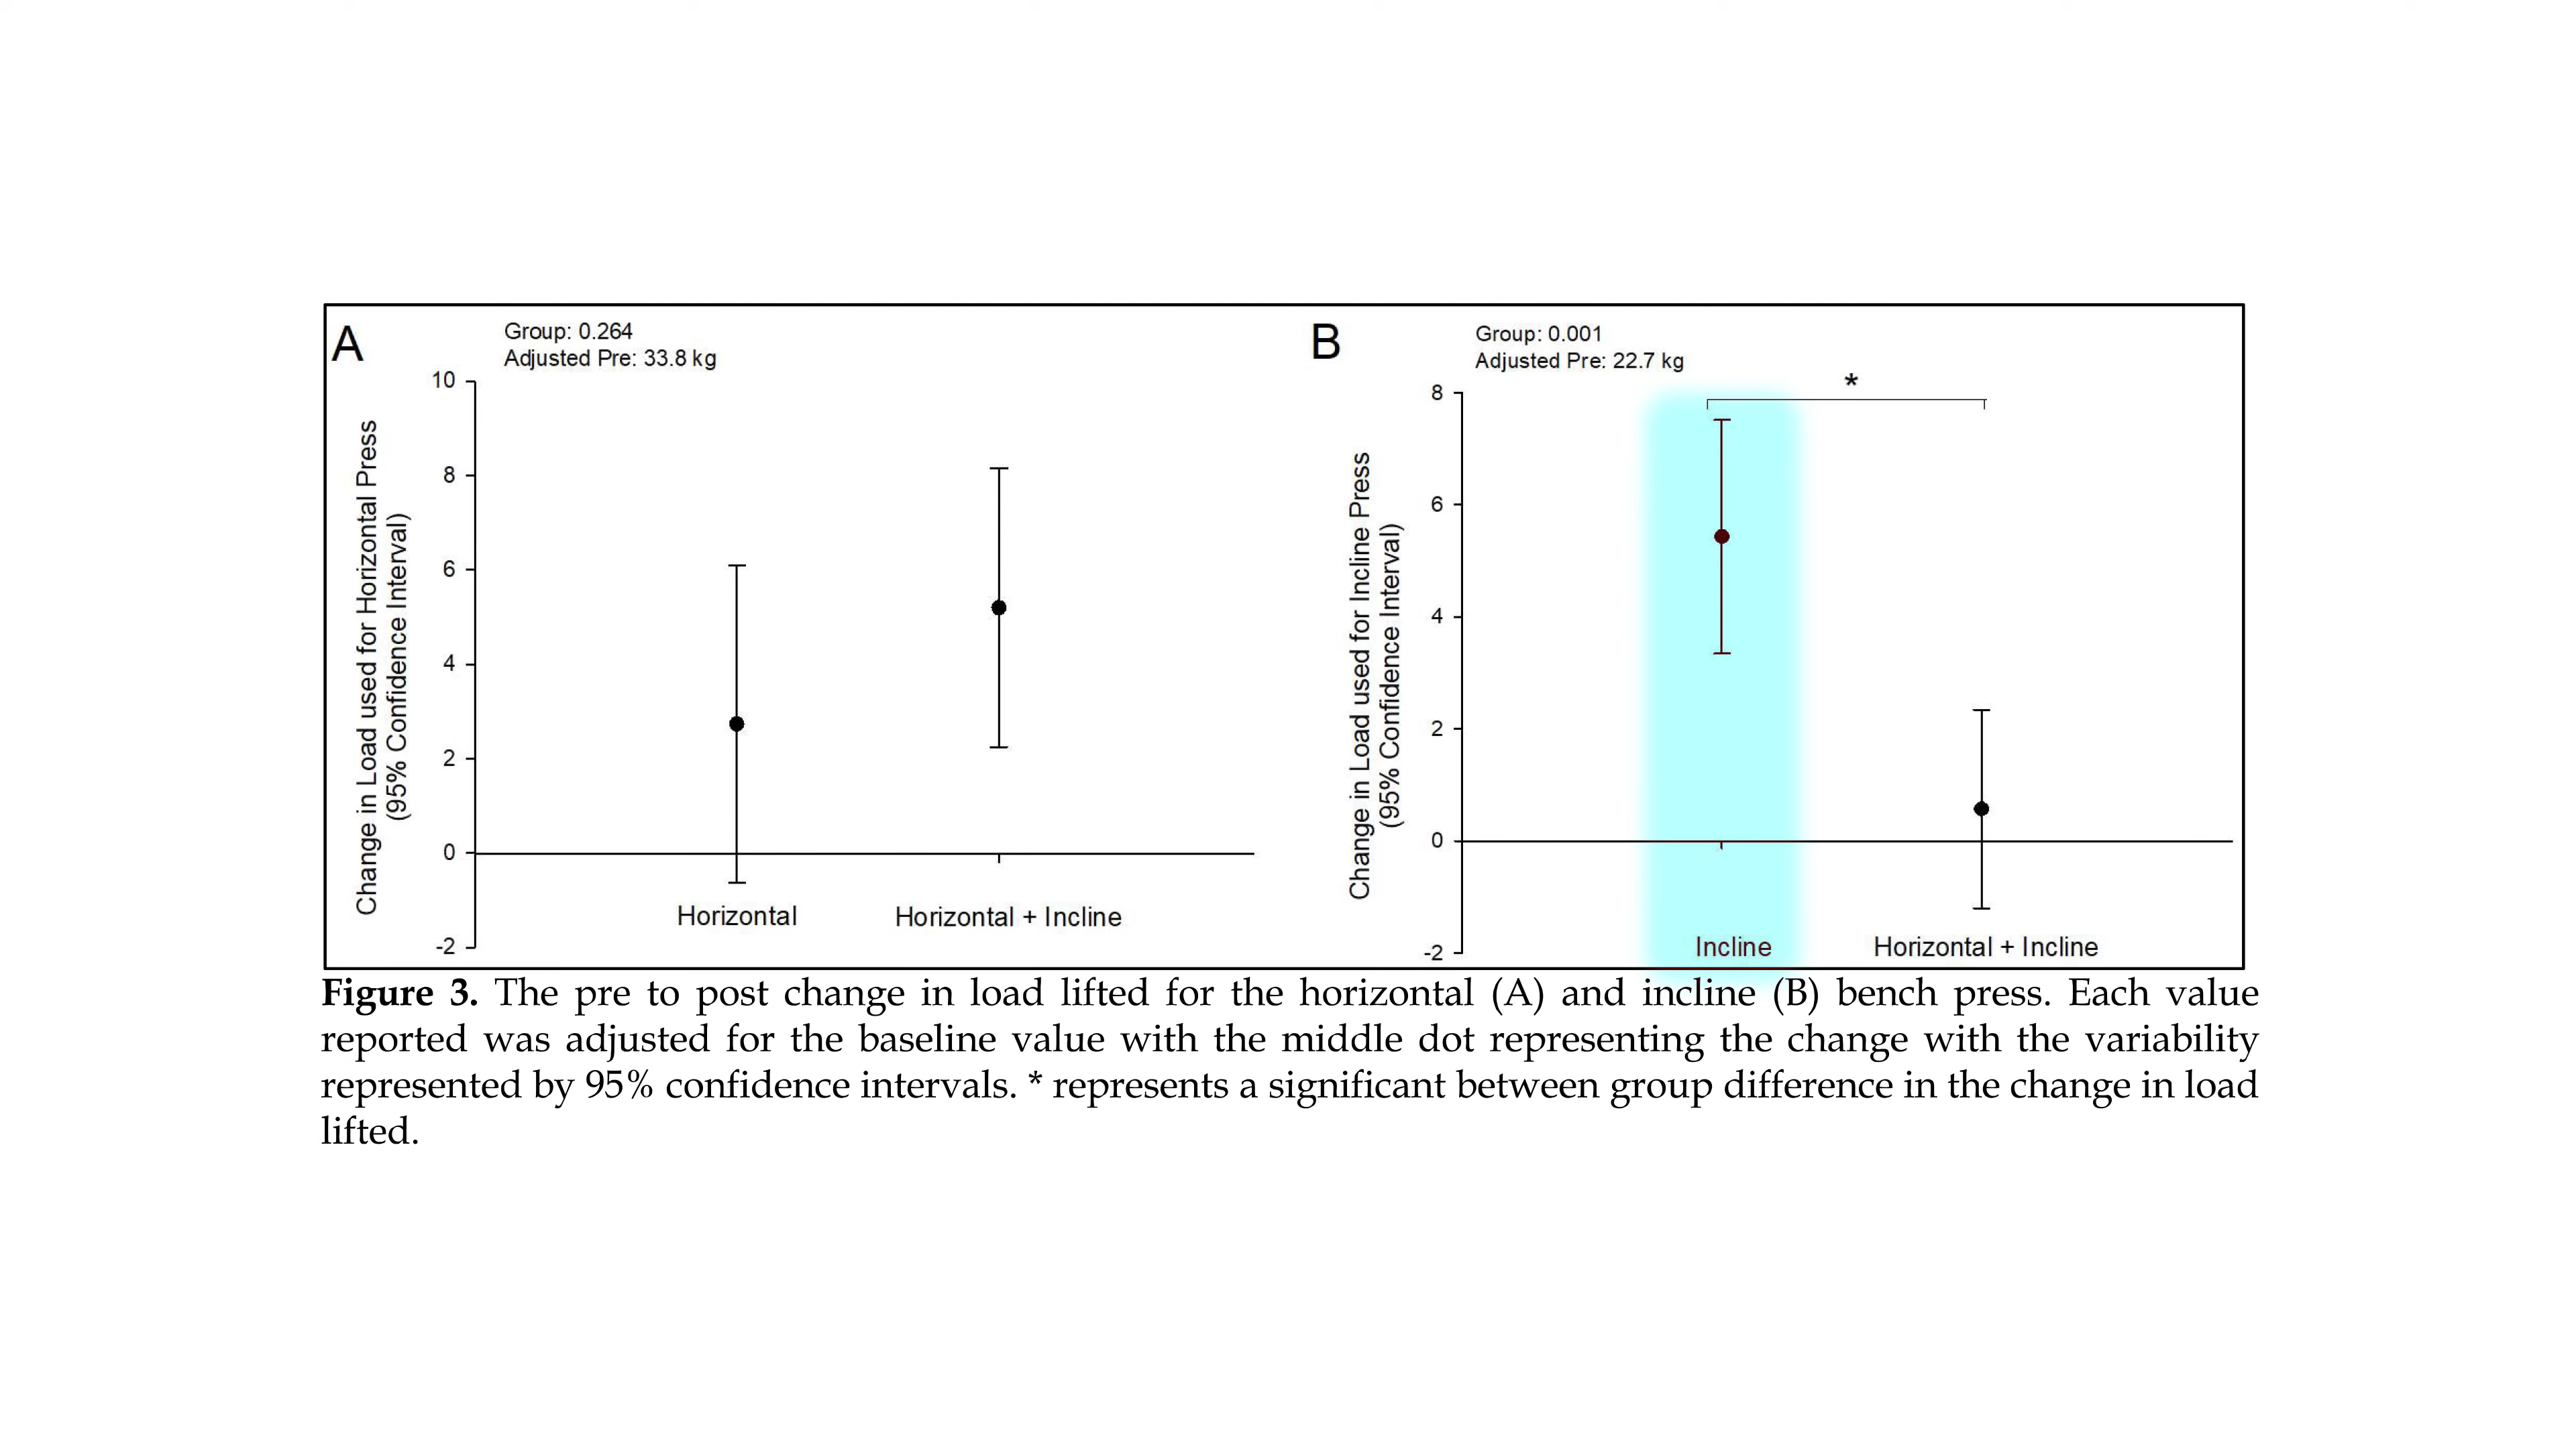 A
Group: 0.264
Adjusted Pre: 33.8 kg
Change in Load used for Horizontal Press
(95% Confidence Interval)
10
8
6
4
2
0
-2
Horizontal
Horizontal + Incline
B
Group: 0.001
Adjusted Pre: 22.7 kg
*
Change in Load used for Incline Press
(95% Confidence Interval)
8
6
4
2
0
-2
Incline
Horizontal + Incline
Figure 3. The pre to post change in load lifted for the horizontal (A) and incline (B) bench press. Each value
reported was adjusted for the baseline value with the middle dot representing the change with the variability
represented by 95% confidence intervals. * represents a significant between group difference in the change in load
lifted.